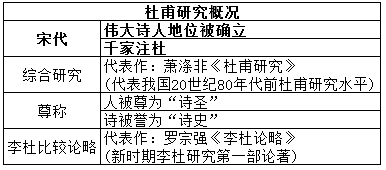 杜甫研究概况
宋代
伟大诗人地位被确立
千家注杜
综合研究
代表作：萧涤非《杜甫研究》
(代表我国20世纪80年代前杜甫研究水平)
尊称
人被尊为“诗圣”
诗被誉为“诗史”
李杜比较论略
代表作：罗宗强《李杜论略》
(新时期李杜研究第一部论著)